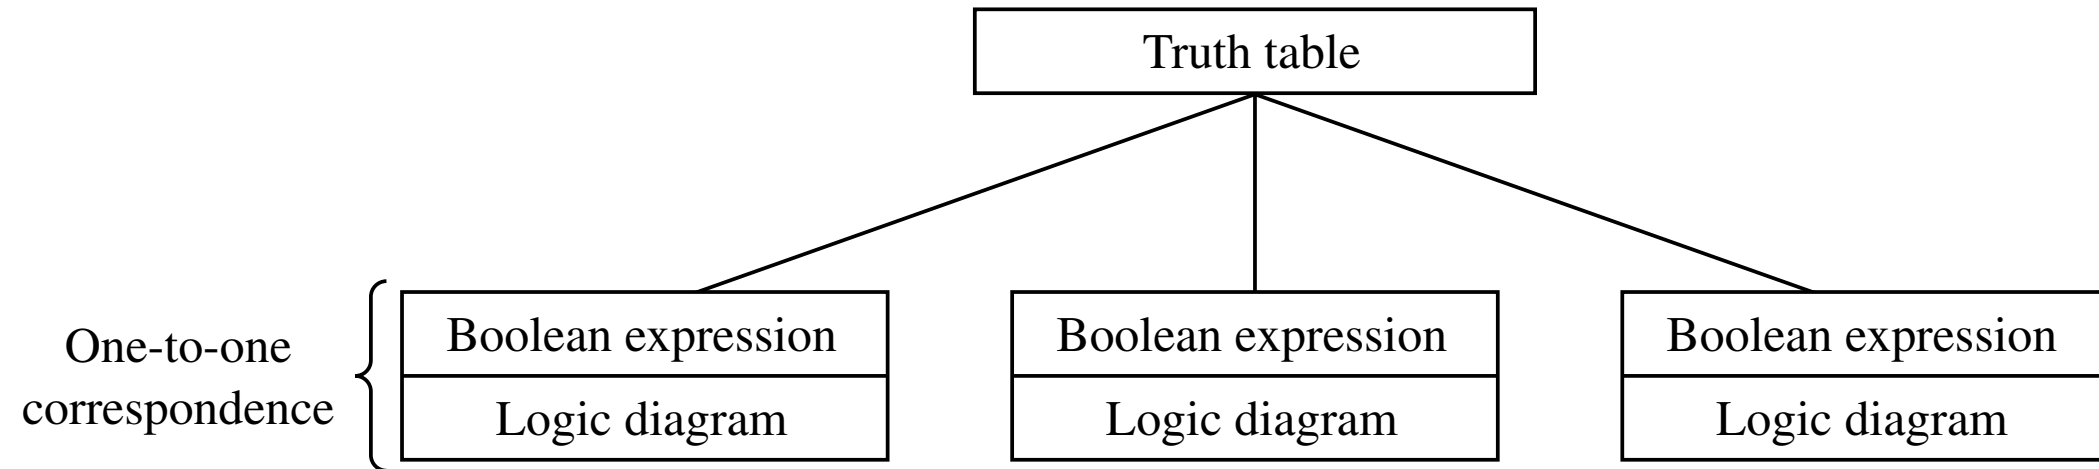 Truth table
One-to-one
correspondence
Boolean expression
Logic diagram
Boolean expression
Logic diagram
Boolean expression
Logic diagram